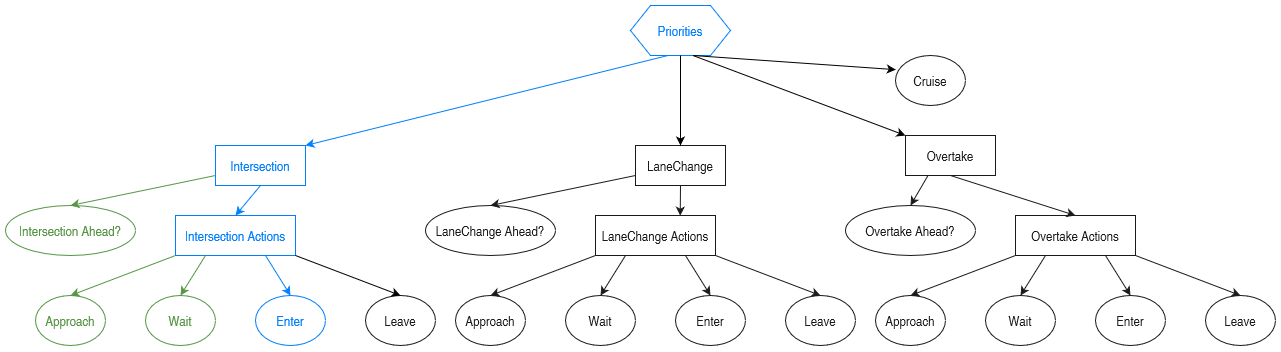 Priorities
Cruise
Intersection
LaneChange
Overtake
Intersection Ahead?
Intersection Actions
LaneChange Ahead?
LaneChange Actions
Overtake Ahead?
Overtake Actions
Approach
Wait
Enter
Leave
Approach
Wait
Enter
Leave
Approach
Wait
Enter
Leave